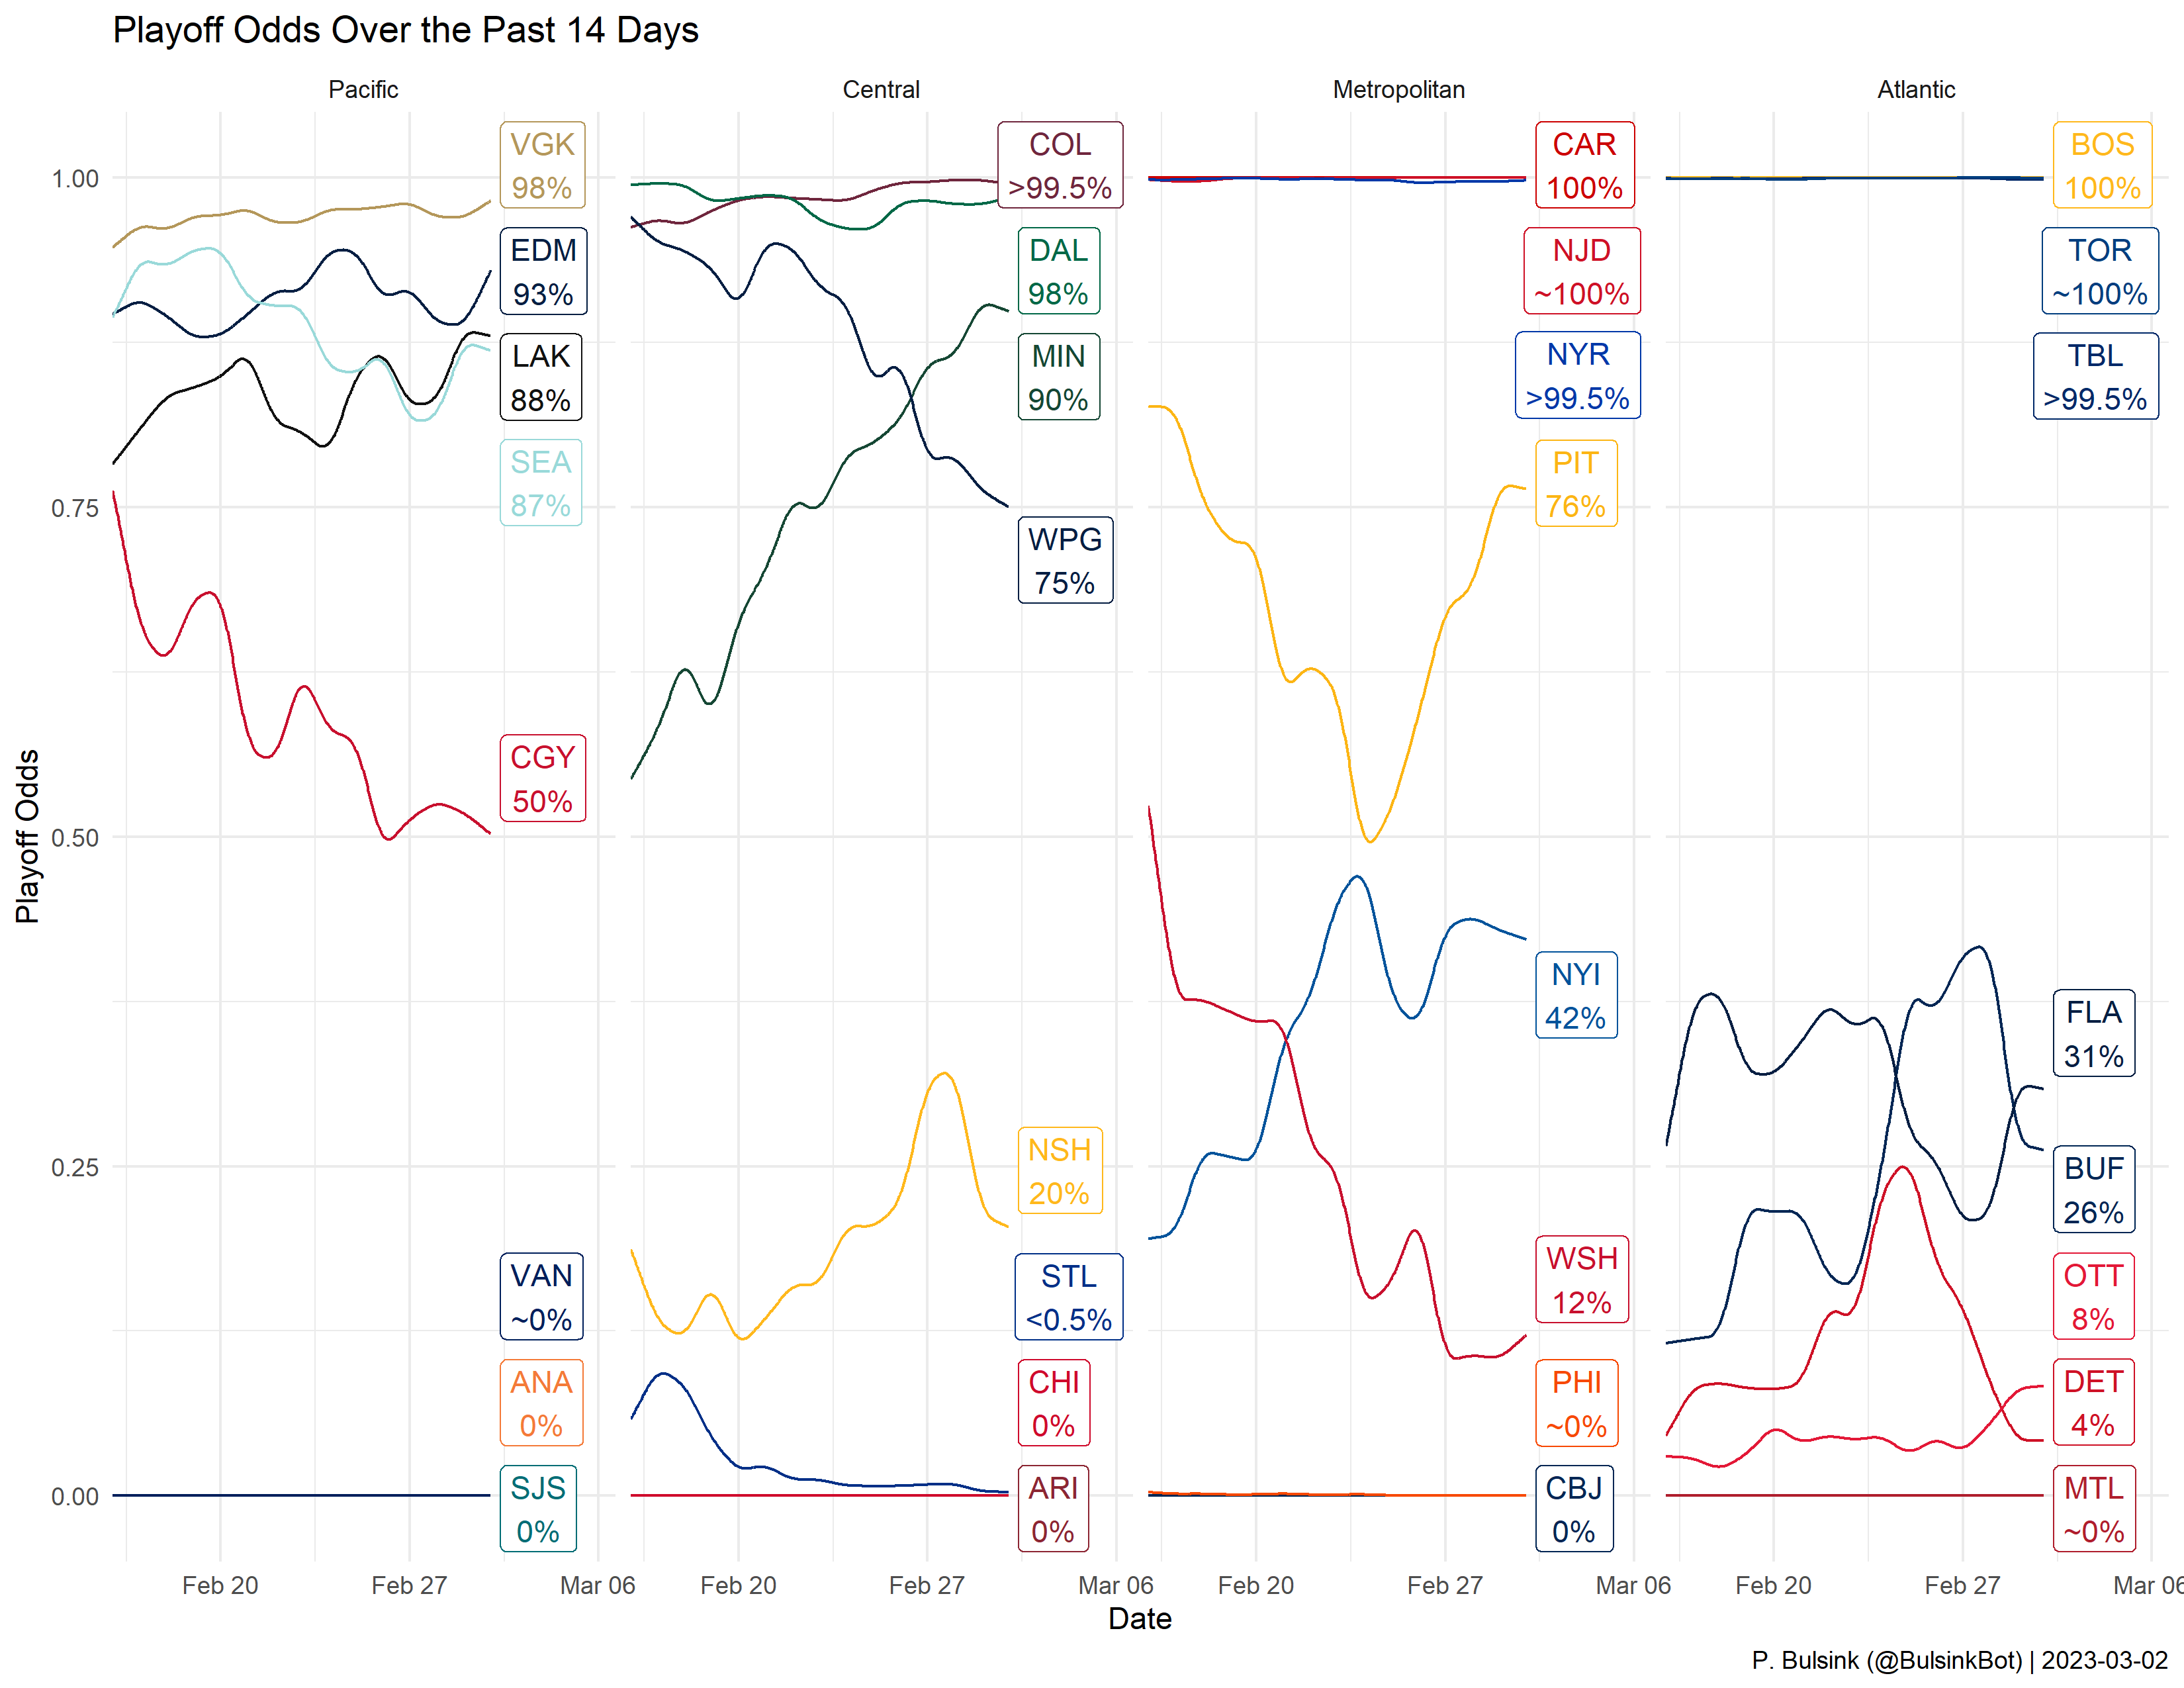 Playoff Odds Over the Past 14 Days
Pacific
Central
Metropolitan
Atlantic
Playoff Odds
1.00
0.75
0.50
0.25
0.00
VGK
98%
EDM
93%
LAK
88%
SEA
87%
CGY
50%
VAN
~0%
ANA
0%
SJS
0%
COL
>99.5%
DAL
98%
MIN
90%
WPG
75%
NSH
20%
STL
<0.5%
CHI
0%
ARI
0%
CAR
100%
NJD
~100%
NYR
>99.5%
PIT
76%
NYI
42%
WSH
12%
PHI
~0%
CBJ
0%
BOS
100%
TOR
~100%
TBL
>99.5%
FLA
31%
BUF
26%
OTT
8%
DET
4%
MTL
~0%
Feb 20 Feb 27 Mar 06 Feb 20 Feb 27 Mar 06 Feb 20 Feb 27 Mar 06 Feb 20 Feb 27 Mar 06
Date
P. Bulsink (@BulsinkBot) | 2023-03-02